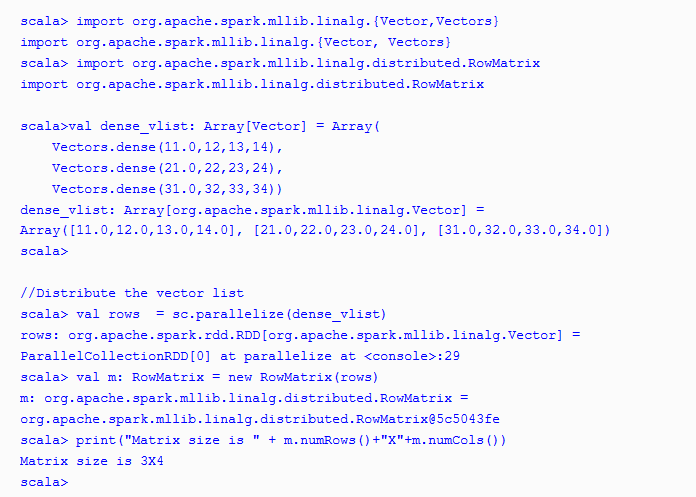 scala> import org.apache.spark.mllib.linalg.{Vector,Vectors}
import org.apache.spark.mllib.linalg.{Vector, Vectors}
scala> import org.apache.spark.mllib.linalg.distributed.RowMatrix
import org.apache.spark.mllib.linalg.distributed.RowMatrix
scala>val dense_vlist: Array[Vector] = Array(
    Vectors.dense(11.0,12,13,14),
    Vectors.dense(21.0,22,23,24),
    Vectors.dense(31.0,32,33,34))
dense_vlist: Array[org.apache.spark.mllib.linalg.Vector] =
Array([11.0,12.0,13.0,14.0], [21.0,22.0,23.0,24.0], [31.0,32.0,33.0,34.0])
scala>
//Distribute the vector list
scala> val rows  = sc.parallelize(dense_vlist)
rows: org.apache.spark.rdd.RDD[org.apache.spark.mllib.linalg.Vector] =
ParallelCollectionRDD[0] at parallelize at <console>:29
scala> val m: RowMatrix = new RowMatrix(rows)
m: org.apache.spark.mllib.linalg.distributed.RowMatrix =
org.apache.spark.mllib.linalg.distributed.RowMatrix@5c5043fe
scala> print("Matrix size is " + m.numRows()+"X"+m.numCols())
Matrix size is 3X4
scala>